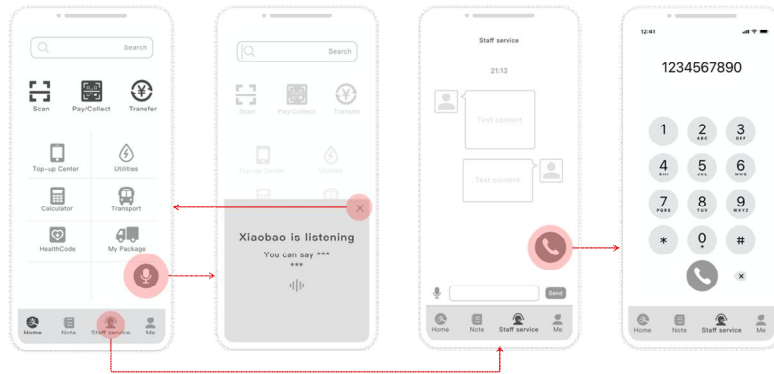 Search
Scan
Pay/Collect
Transfer
Top-up Center
Utilities
Calculator
Transport
HealthCode
My Package
Home
Note
Staff service
Me
Search
Scan
Pay/Collect
Transfer
Top-up Center
Utilities
Xiaobao is listening
You can say ***
***
Staff service
21:13
Text content
Text content
Send
Home
Note
Staff service
Me
12:41
1234567890
1
2
ABC
3
DEF
4
GHI
5
JKL
6
MNO
7
PQRS
8
TUV
9
WXYZ
*
0
+
#
Home
Note
Staff service
Me